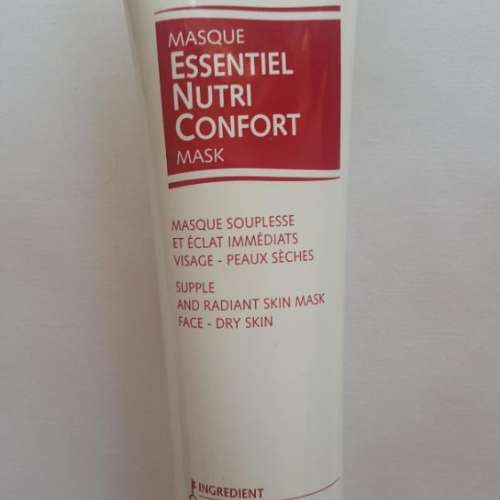 MASQUE
ESSENTIEL
NUTRI
CONFORT
MASK
MASQUE SOUPLESSE
ET ÉCLAT IMMÉDIATS
VISAGE - PEAUX SÈCHES
SUPPLE
AND RADIANT SKIN MASK
FACE - DRY SKIN
INGREDIENT